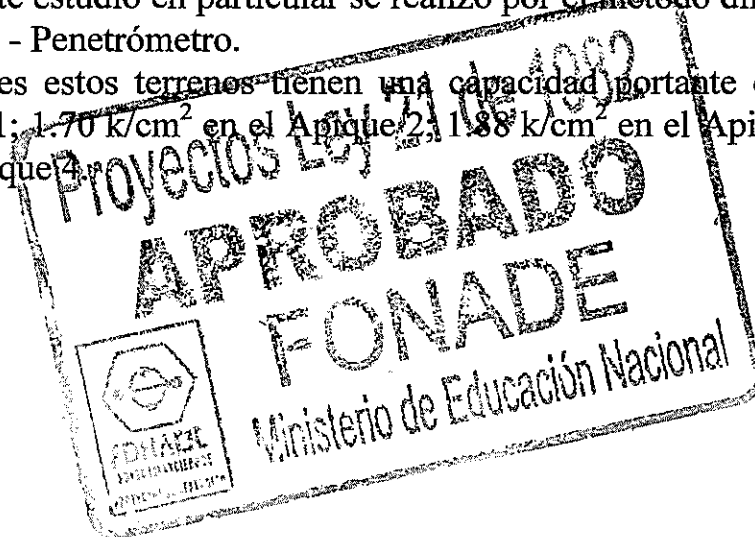 te estudio en particular se realizó por el método
- Penetrómetro.
es estos terrenos tienen una capacidad portante
1; 1.70 k/cm² en el Apique 2; 1.88 k/cm² en el Api
que 4.
Proyectos Ley 21 de 1982
APROBADO
FONADE
Ministerio de Educación Nacional